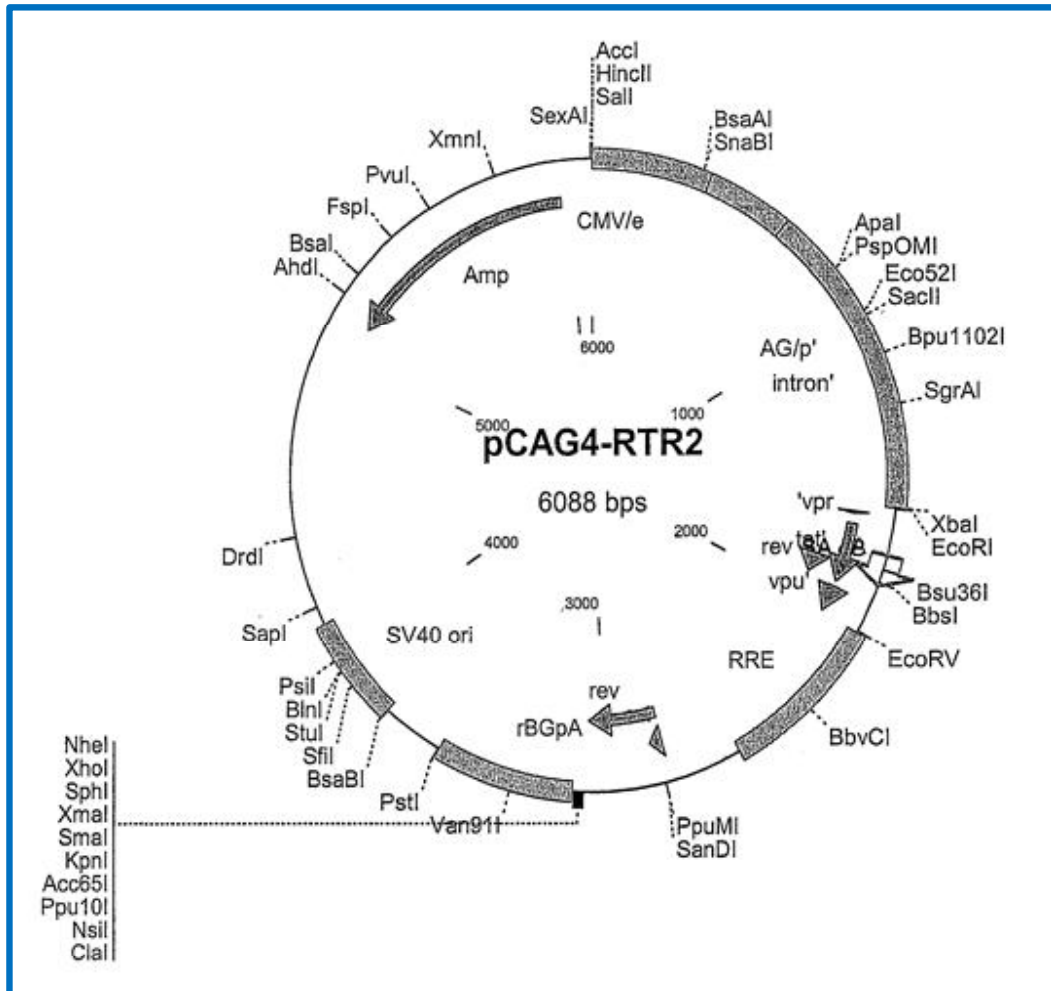 AccI
HincII
SalI
SexAI
BsaAI
SnaBI
XmnI
PvuI
FspI
BsaI
AhdI
CMV/e
Amp
ApaI
PspOMI
Eco52I
SacII
Bpu1102I
SgrAI
AG/p'
intron'
6000
1000
5000
pCAG4-RTR2
6088 bps
2000
4000
3000
'vpr
XbaI
EcoRI
rev
vpu'
Bsu36I
BbsI
EcoRV
DrdI
SapI
SV40 ori
RRE
rev
rBGpA
BbvCI
PsiI
BlnI
StuI
SfiI
BsaBI
PstI
Van91I
PpuMI
SanDI
NheI
XhoI
SphI
XmaI
SmaI
KpnI
Acc65I
Ppu10I
NsiI
ClaI